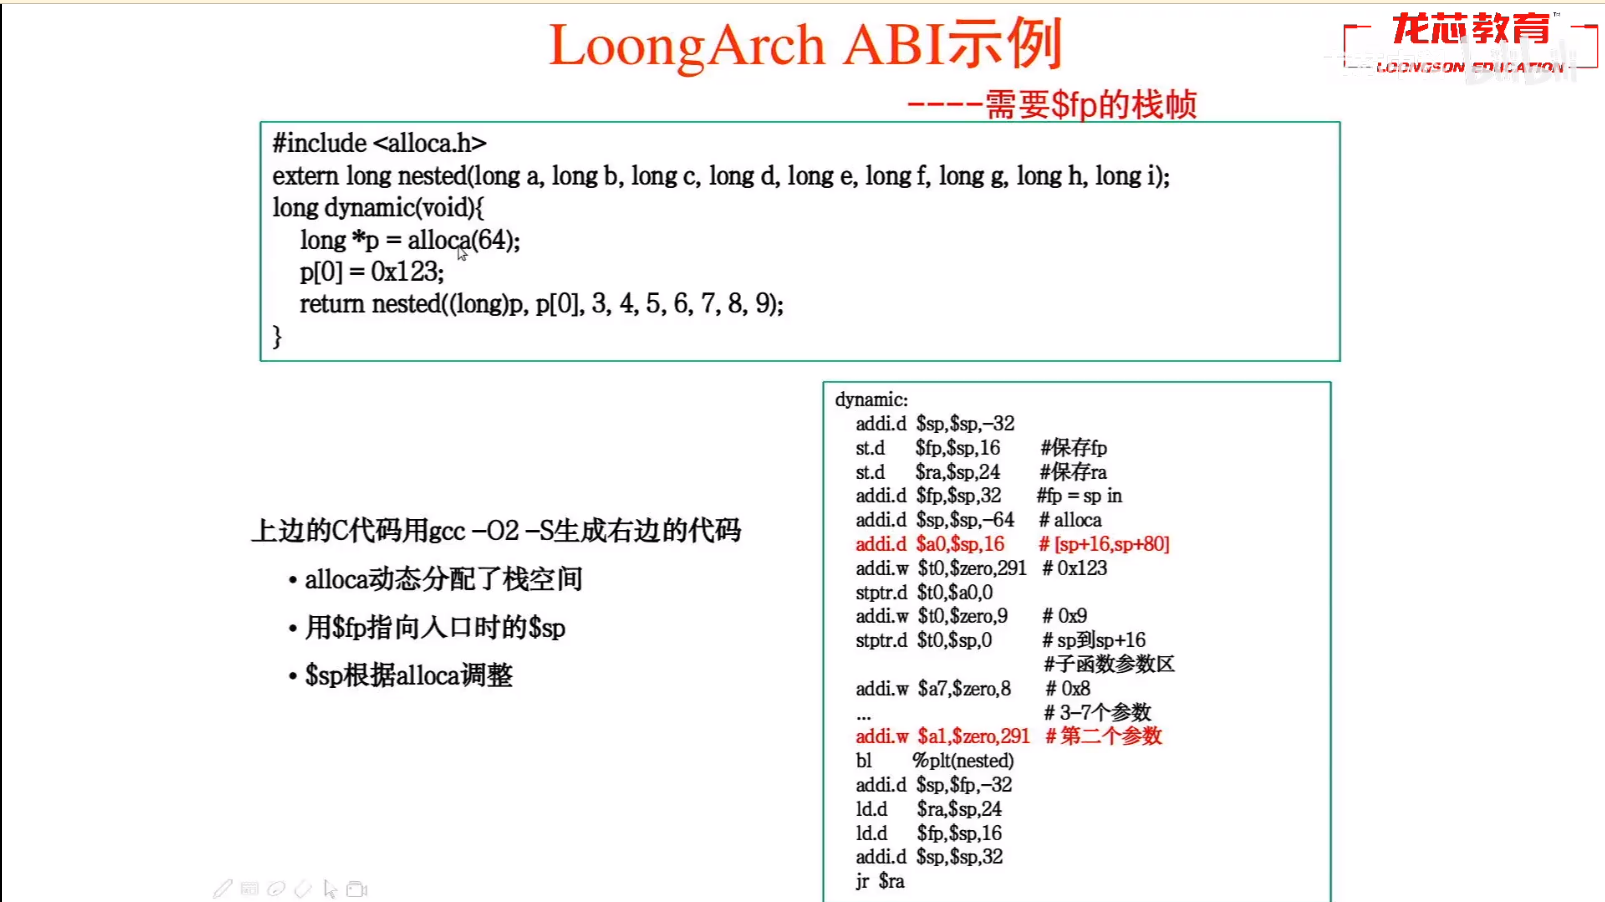 LoongArch ABI示例
龙芯教育
LOONGSON EDUCATION
----需要$fp的栈帧
#include <alloca.h>
extern long nested(long a, long b, long c, long d, long e, long f, long g, long h, long i);
long dynamic(void){
long *p = alloca(64);
p[0] = 0x123;
return nested((long)p, p[0], 3, 4, 5, 6, 7, 8, 9);
}
上边的C代码用gcc –O2 –S生成右边的代码
• alloca动态分配了栈空间
• 用$fp指向入口时的$sp
• $sp根据alloca调整
dynamic:
addi.d $sp,$sp,–32
st.d $fp,$sp,16 #保存fp
st.d $ra,$sp,24 #保存ra
addi.d $fp,$sp,32 #fp = sp in
addi.d $sp,$sp,–64 # alloca
addi.d $a0,$sp,16 # [sp+16,sp+80]
addi.w $t0,$zero,291 # 0x123
stptr.d $t0,$a0,0
addi.w $t0,$zero,9 # 0x9
stptr.d $t0,$sp,0 # sp到sp+16
#子函数参数区
addi.w $a7,$zero,8 # 0x8
... # 3–7个参数
addi.w $a1,$zero,291 # 第二个参数
bl %plt(nested)
addi.d $sp,$fp,–32
ld.d $ra,$sp,24
ld.d $fp,$sp,16
addi.d $sp,$sp,32
jr $ra